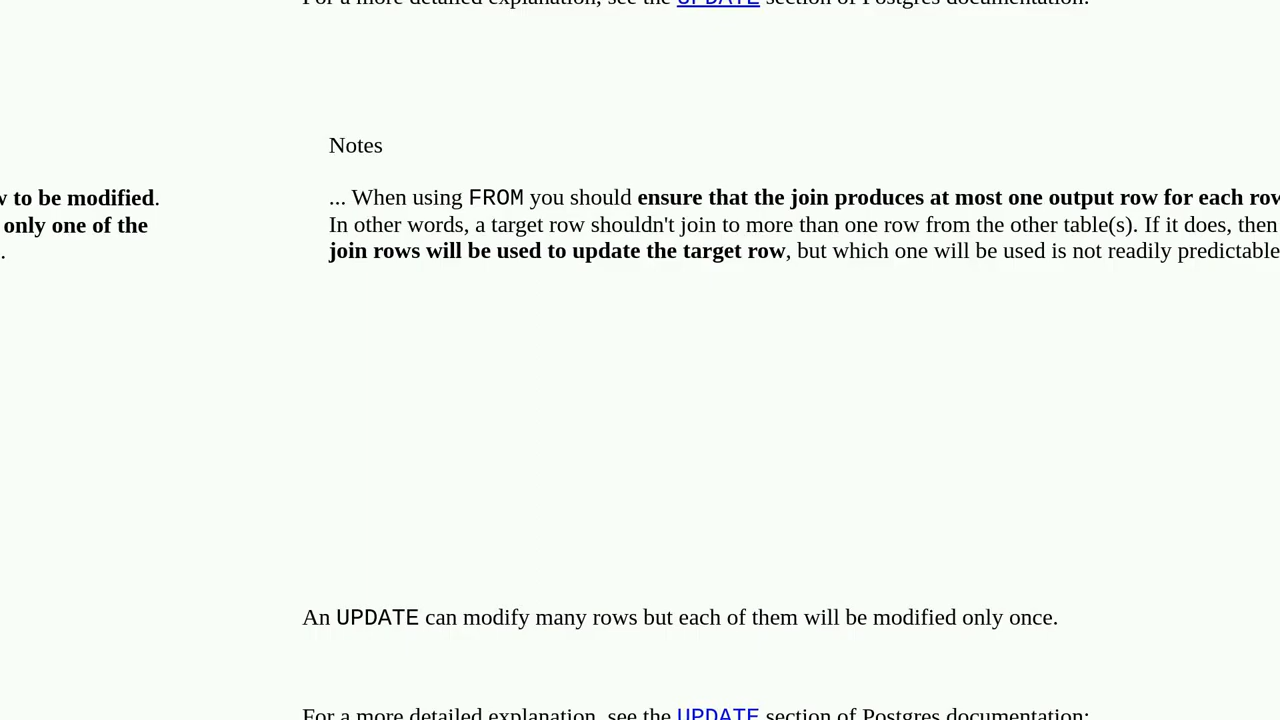 For a more detailed explanation, see the UPDATE section of Postgres documentation:
Notes
w to be modified.
... When using FROM you should ensure that the join produces at most one output row for each row
only one of the
In other words, a target row shouldn't join to more than one row from the other table(s). If it does, then
.
join rows will be used to update the target row, but which one will be used is not readily predictable
An UPDATE can modify many rows but each of them will be modified only once.
For a more detailed explanation, see the UPDATE section of Postgres documentation: